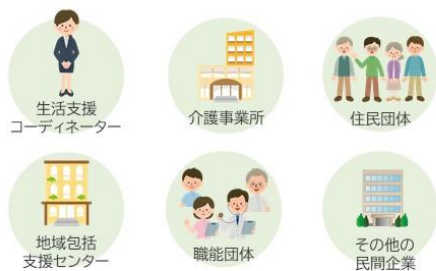 生活支援
コーディネーター
介護事業所
住民団体
地域包括
支援センター
職能団体
その他の
民間企業